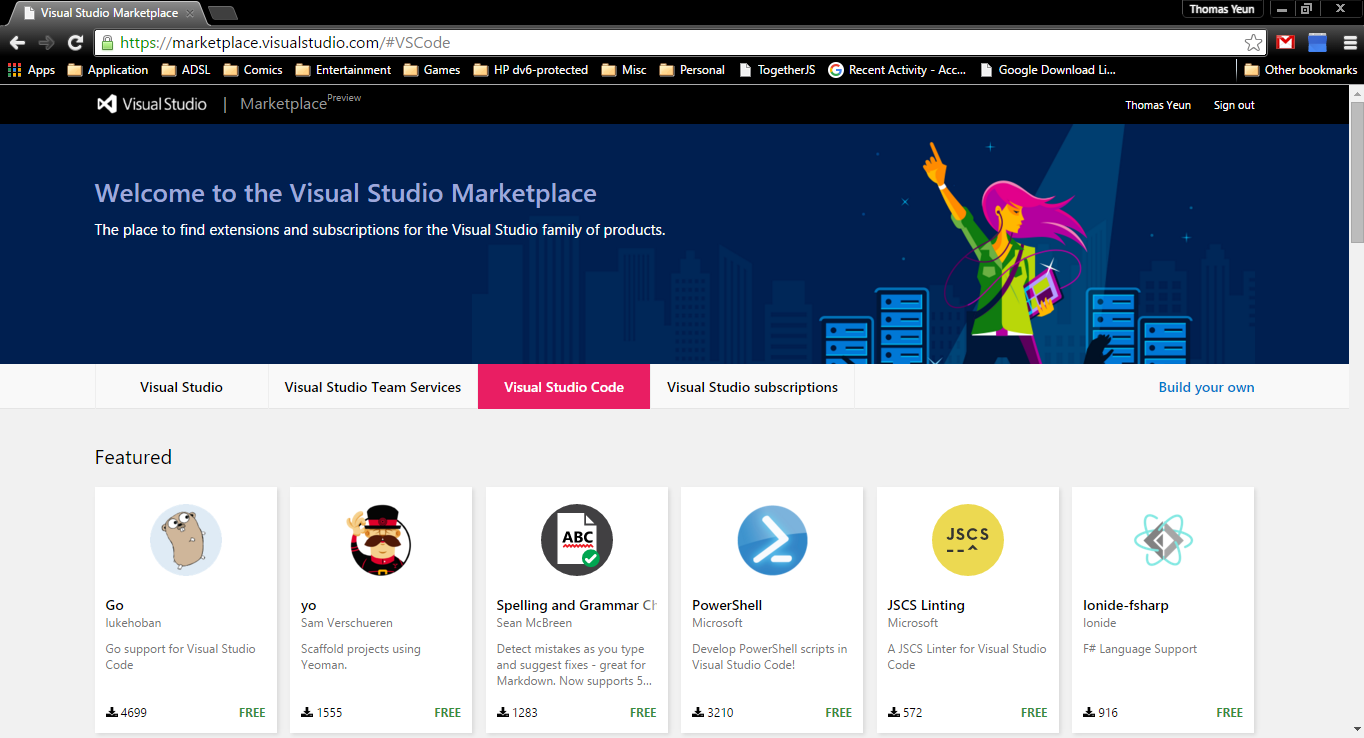 Visual Studio Marketplace
Thomas Yeun
https://marketplace.visualstudio.com/#VSCode
Apps Application ADSL Comics Entertainment Games HP dv6-protected Misc Personal TogetherJS Recent Activity - Acc... Google Download Li... Other bookmarks
Visual Studio | Marketplace Preview Thomas Yeun Sign out
Welcome to the Visual Studio Marketplace
The place to find extensions and subscriptions for the Visual Studio family of products.
Visual Studio Visual Studio Team Services Visual Studio Code Visual Studio subscriptions Build your own
Featured
Go
lukehoban
Go support for Visual Studio
Code
4699 FREE
yo
Sam Verschueren
Scaffold projects using
Yeoman.
1555 FREE
ABC
Spelling and Grammar Ch
Sean McBreen
Detect mistakes as you type
and suggest fixes - great for
Markdown. Now supports 5...
1283 FREE
PowerShell
Microsoft
Develop PowerShell scripts in
Visual Studio Code!
3210 FREE
JSCS
JSCS Linting
Microsoft
A JSCS Linter for Visual Studio
Code
572 FREE
Ionide-fsharp
Ionide
F# Language Support
916 FREE